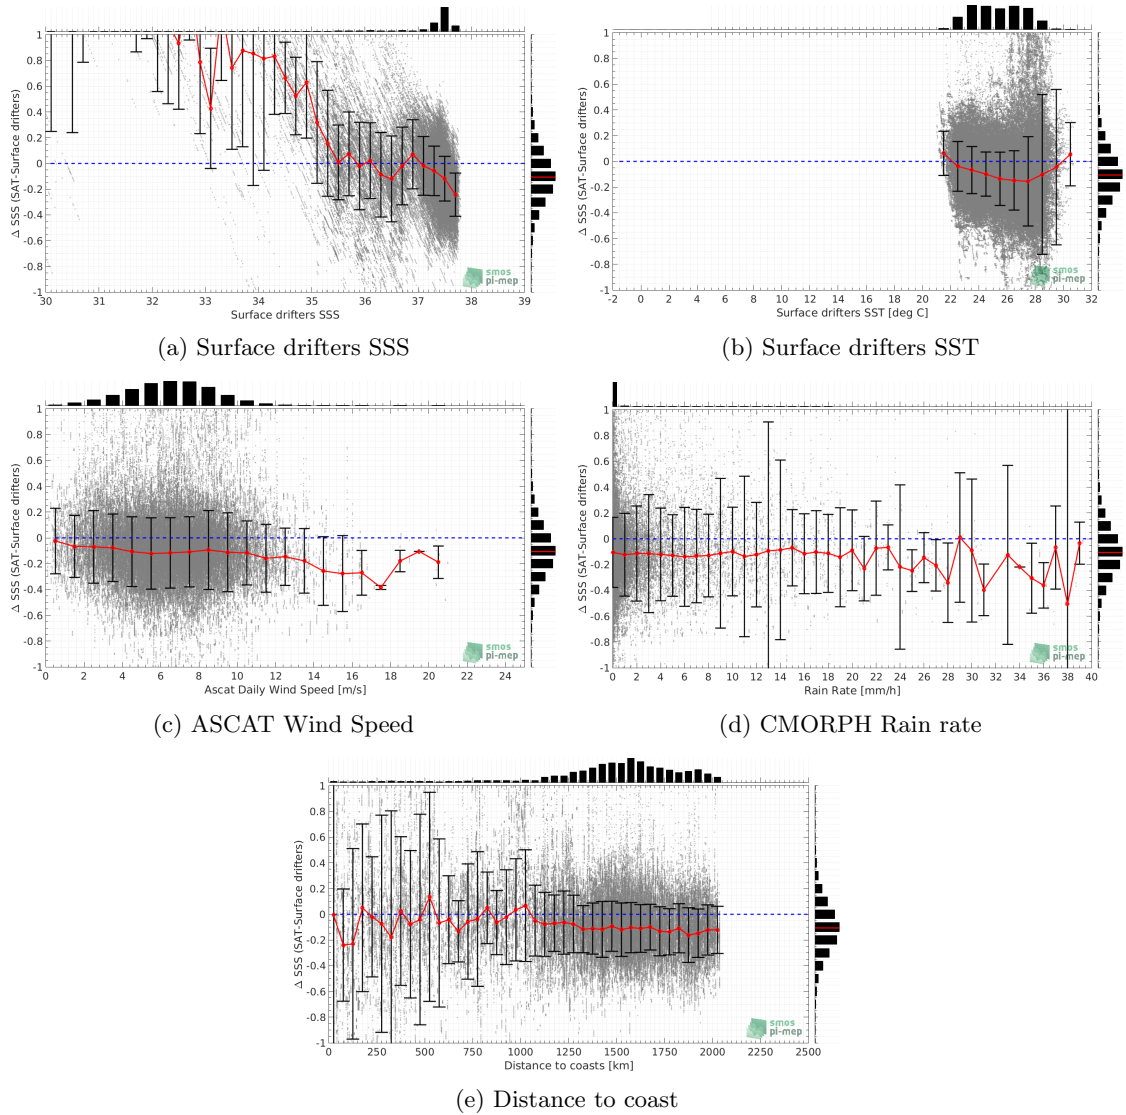 Δ SSS (SAT-Surface drifters)
1
0.8
0.6
0.4
0.2
0
-0.2
-0.4
-0.6
-0.8
-1
30 31 32 33 34 35 36 37 38 39
Surface drifters SSS
smos
pi-mep
(a) Surface drifters SSS
Δ SSS (SAT-Surface drifters)
1
0.8
0.6
0.4
0.2
0
-0.2
-0.4
-0.6
-0.8
-1
-2 0 2 4 6 8 10 12 14 16 18 20 22 24 26 28 30 32
Surface drifters SST [deg C]
smos
pi-mep
(b) Surface drifters SST
Δ SSS (SAT-Surface drifters)
1
0.8
0.6
0.4
0.2
0
-0.2
-0.4
-0.6
-0.8
-1
0 2 4 6 8 10 12 14 16 18 20 22 24
Ascat Daily Wind Speed [m/s]
smos
pi-mep
(c) ASCAT Wind Speed
Δ SSS (SAT-Surface drifters)
1
0.8
0.6
0.4
0.2
0
-0.2
-0.4
-0.6
-0.8
-1
0 2 4 6 8 10 12 14 16 18 20 22 24 26 28 30 32 34 36 38 40
Rain Rate [mm/h]
smos
pi-mep
(d) CMORPH Rain rate
Δ SSS (SAT-Surface drifters)
1
0.8
0.6
0.4
0.2
0
-0.2
-0.4
-0.6
-0.8
-1
0 250 500 750 1000 1250 1500 1750 2000 2250 2500
Distance to coasts [km]
smos
pi-mep
(e) Distance to coast